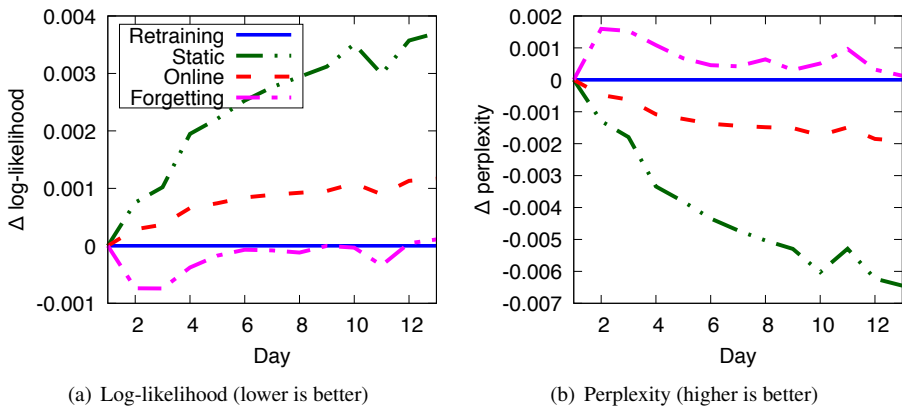 0.004
0.003
0.002
0.001
0
-0.001
Δ log-likelihood
Retraining
Static
Online
Forgetting
2 4 6 8 10 12
Day
(a) Log-likelihood (lower is better)
0.002
0.001
0
-0.001
-0.002
-0.003
-0.004
-0.005
-0.006
-0.007
Δ perplexity
2 4 6 8 10 12
Day
(b) Perplexity (higher is better)